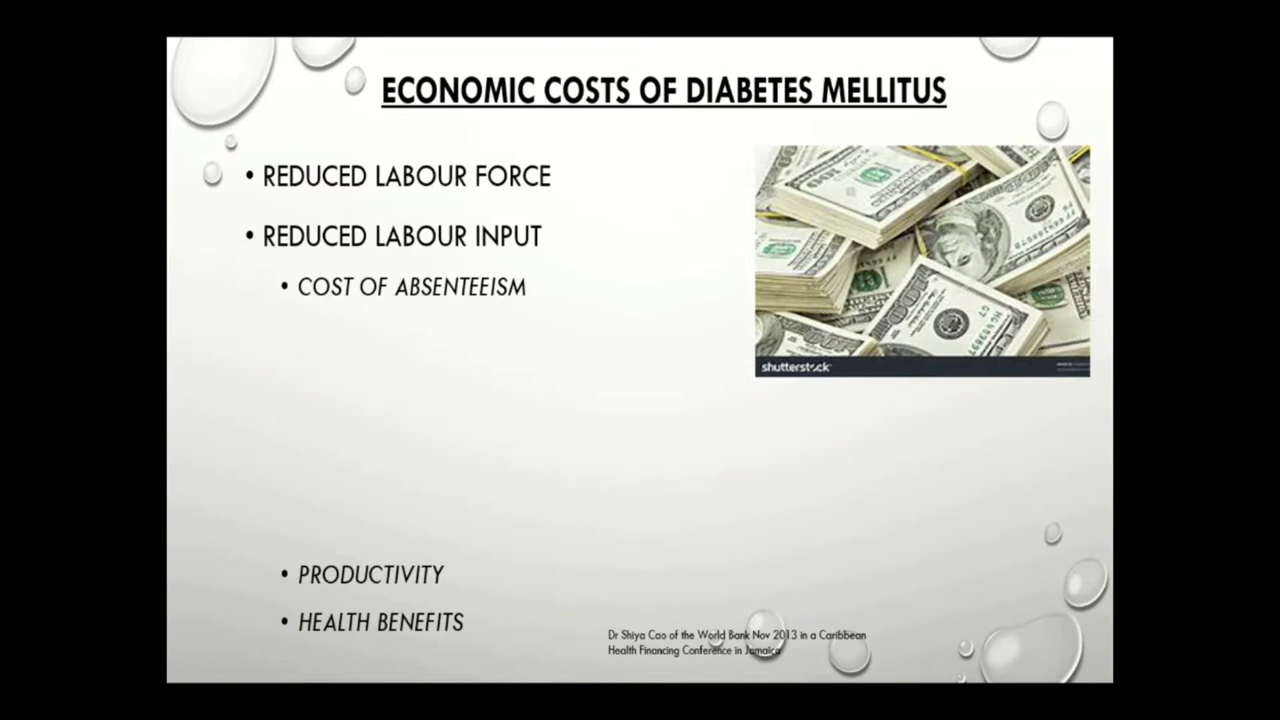 ECONOMIC COSTS OF DIABETES MELLITUS
• REDUCED LABOUR FORCE
• REDUCED LABOUR INPUT
• COST OF ABSENTEEISM
shutterstock
• PRODUCTIVITY
• HEALTH BENEFITS
Dr Shiya Cao of the World Bank Nov 2013 in a Caribbean
Health Financing Conference in Jamaica